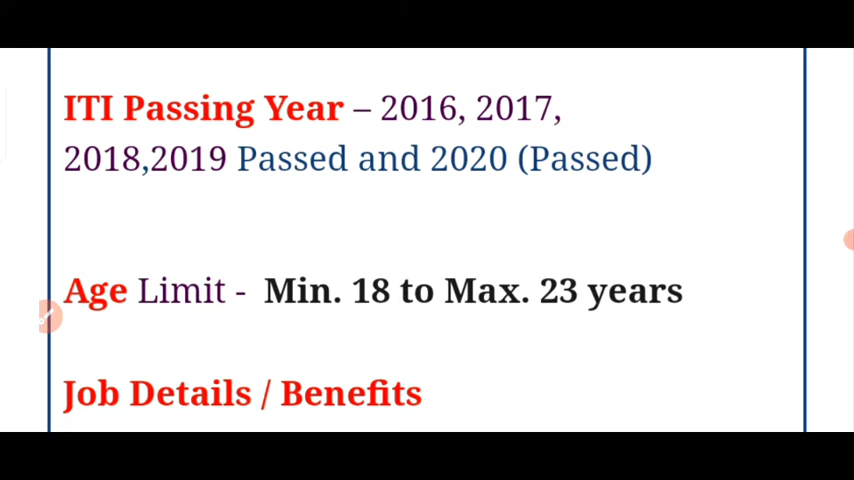 ITI Passing Year – 2016, 2017,
2018,2019 Passed and 2020 (Passed)
Age Limit - Min. 18 to Max. 23 years
Job Details / Benefits